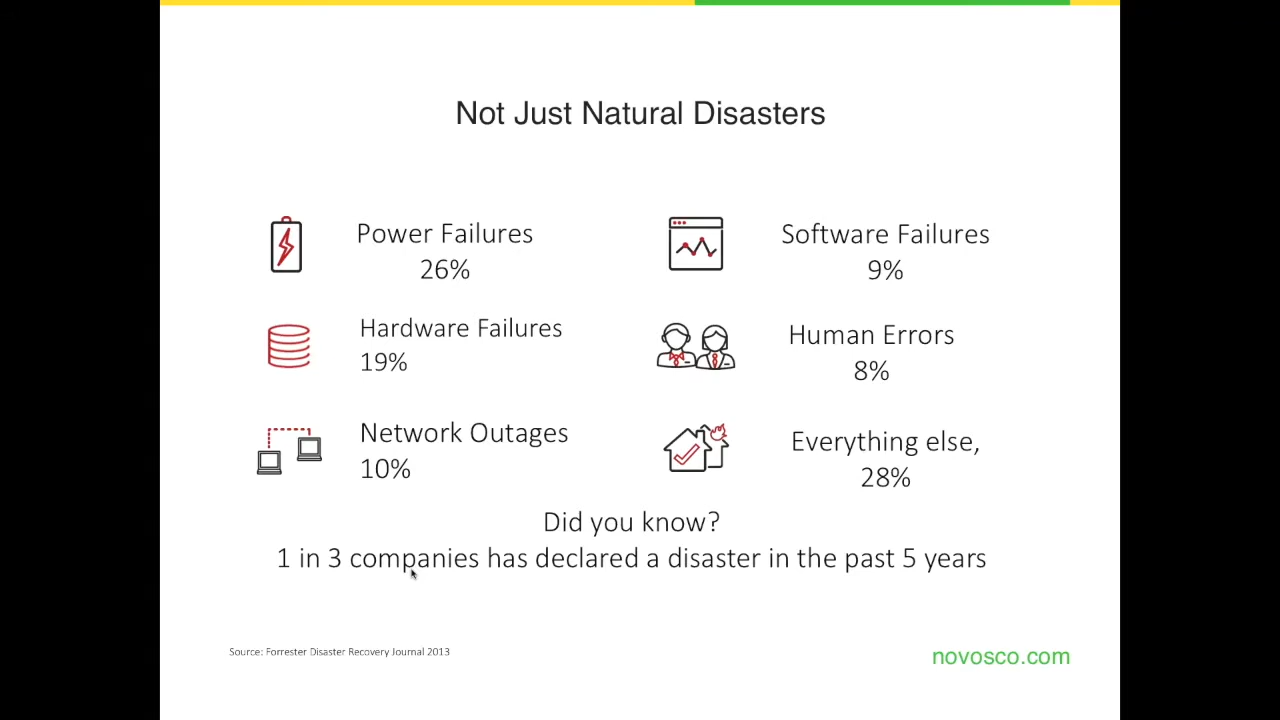 Not Just Natural Disasters
Power Failures
26%
Software Failures
9%
Hardware Failures
19%
Human Errors
8%
Network Outages
10%
Everything else,
28%
Did you know?
1 in 3 companies has declared a disaster in the past 5 years
Source: Forrester Disaster Recovery Journal 2013
novosco.com